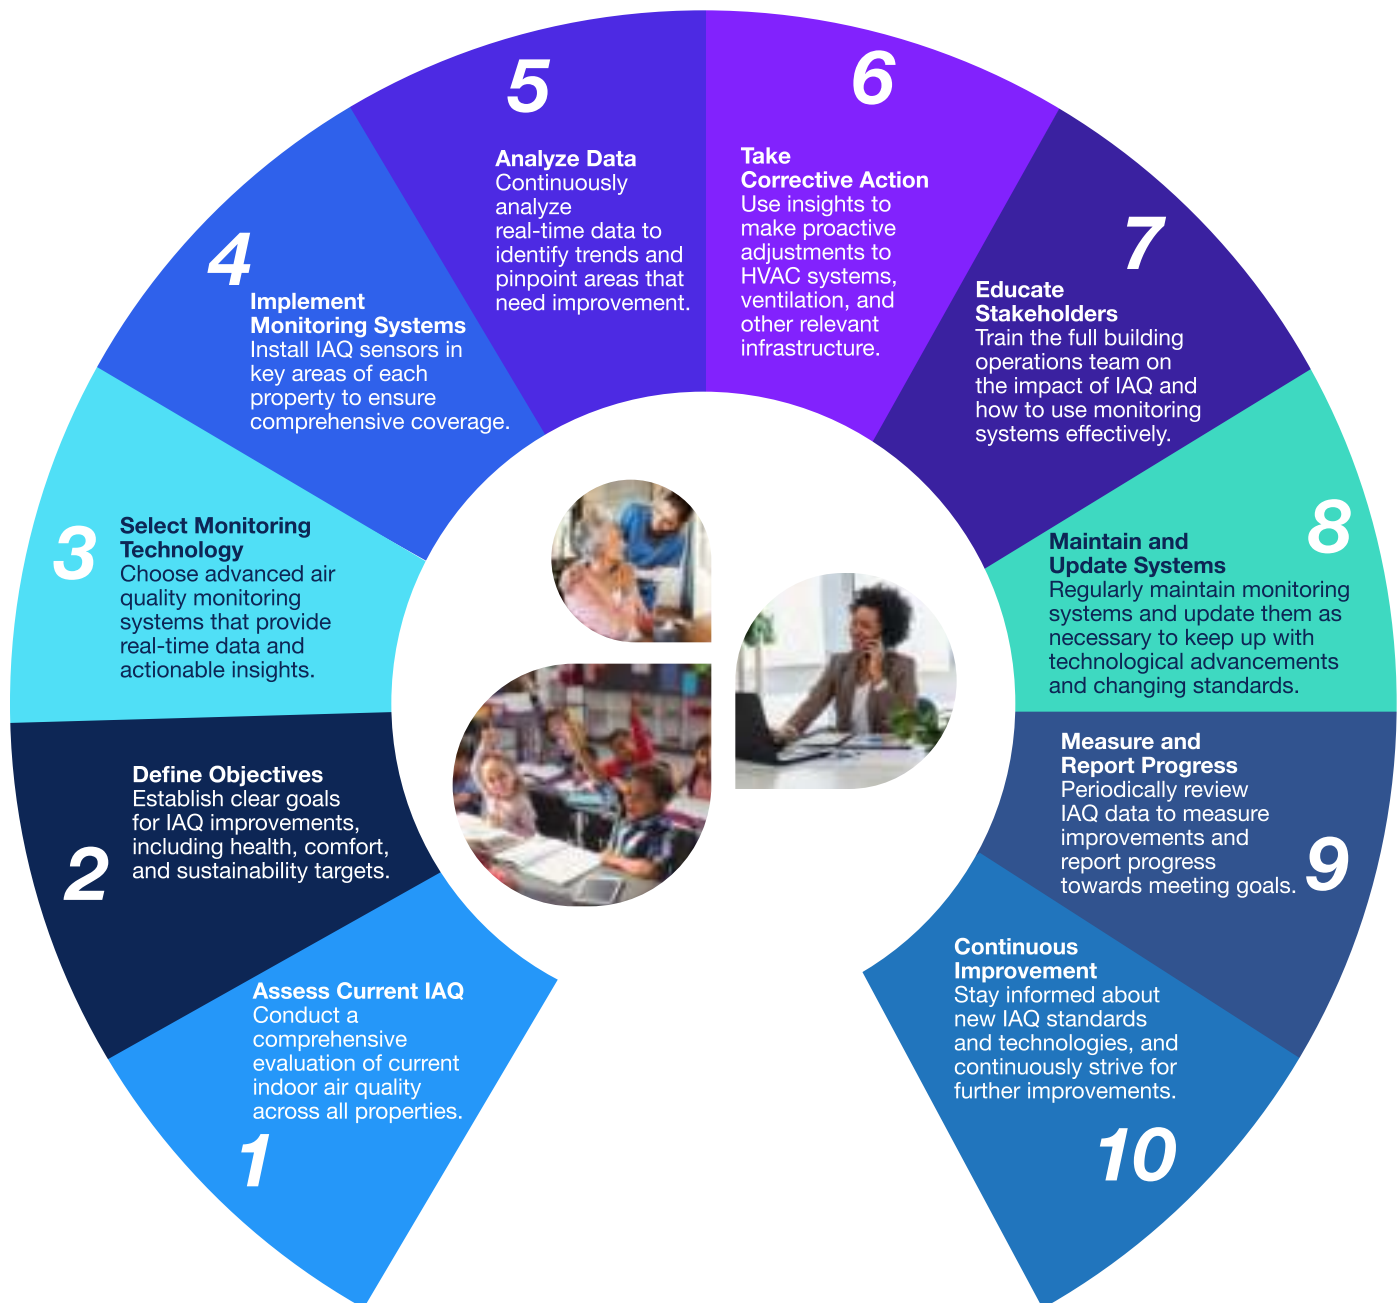 1
Assess Current IAQ
Conduct a
comprehensive
evaluation of current
indoor air quality
across all properties.
2
Define Objectives
Establish clear goals
for IAQ improvements,
including health, comfort,
and sustainability targets.
3
Select Monitoring
Technology
Choose advanced air
quality monitoring
systems that provide
real-time data and
actionable insights.
4
Implement
Monitoring Systems
Install IAQ sensors in
key areas of each
property to ensure
comprehensive coverage.
5
Analyze Data
Continuously
analyze
real-time data to
identify trends and
pinpoint areas that
need improvement.
6
Take
Corrective Action
Use insights to
make proactive
adjustments to
HVAC systems,
ventilation, and
other relevant
infrastructure.
7
Educate
Stakeholders
Train the full building
operations team on
the impact of IAQ and
how to use monitoring
systems effectively.
8
Maintain and
Update Systems
Regularly maintain monitoring
systems and update them as
necessary to keep up with
technological advancements
and changing standards.
9
Measure and
Report Progress
Periodically review
IAQ data to measure
improvements and
report progress
towards meeting goals.
10
Continuous
Improvement
Stay informed about
new IAQ standards
and technologies, and
continuously strive for
further improvements.